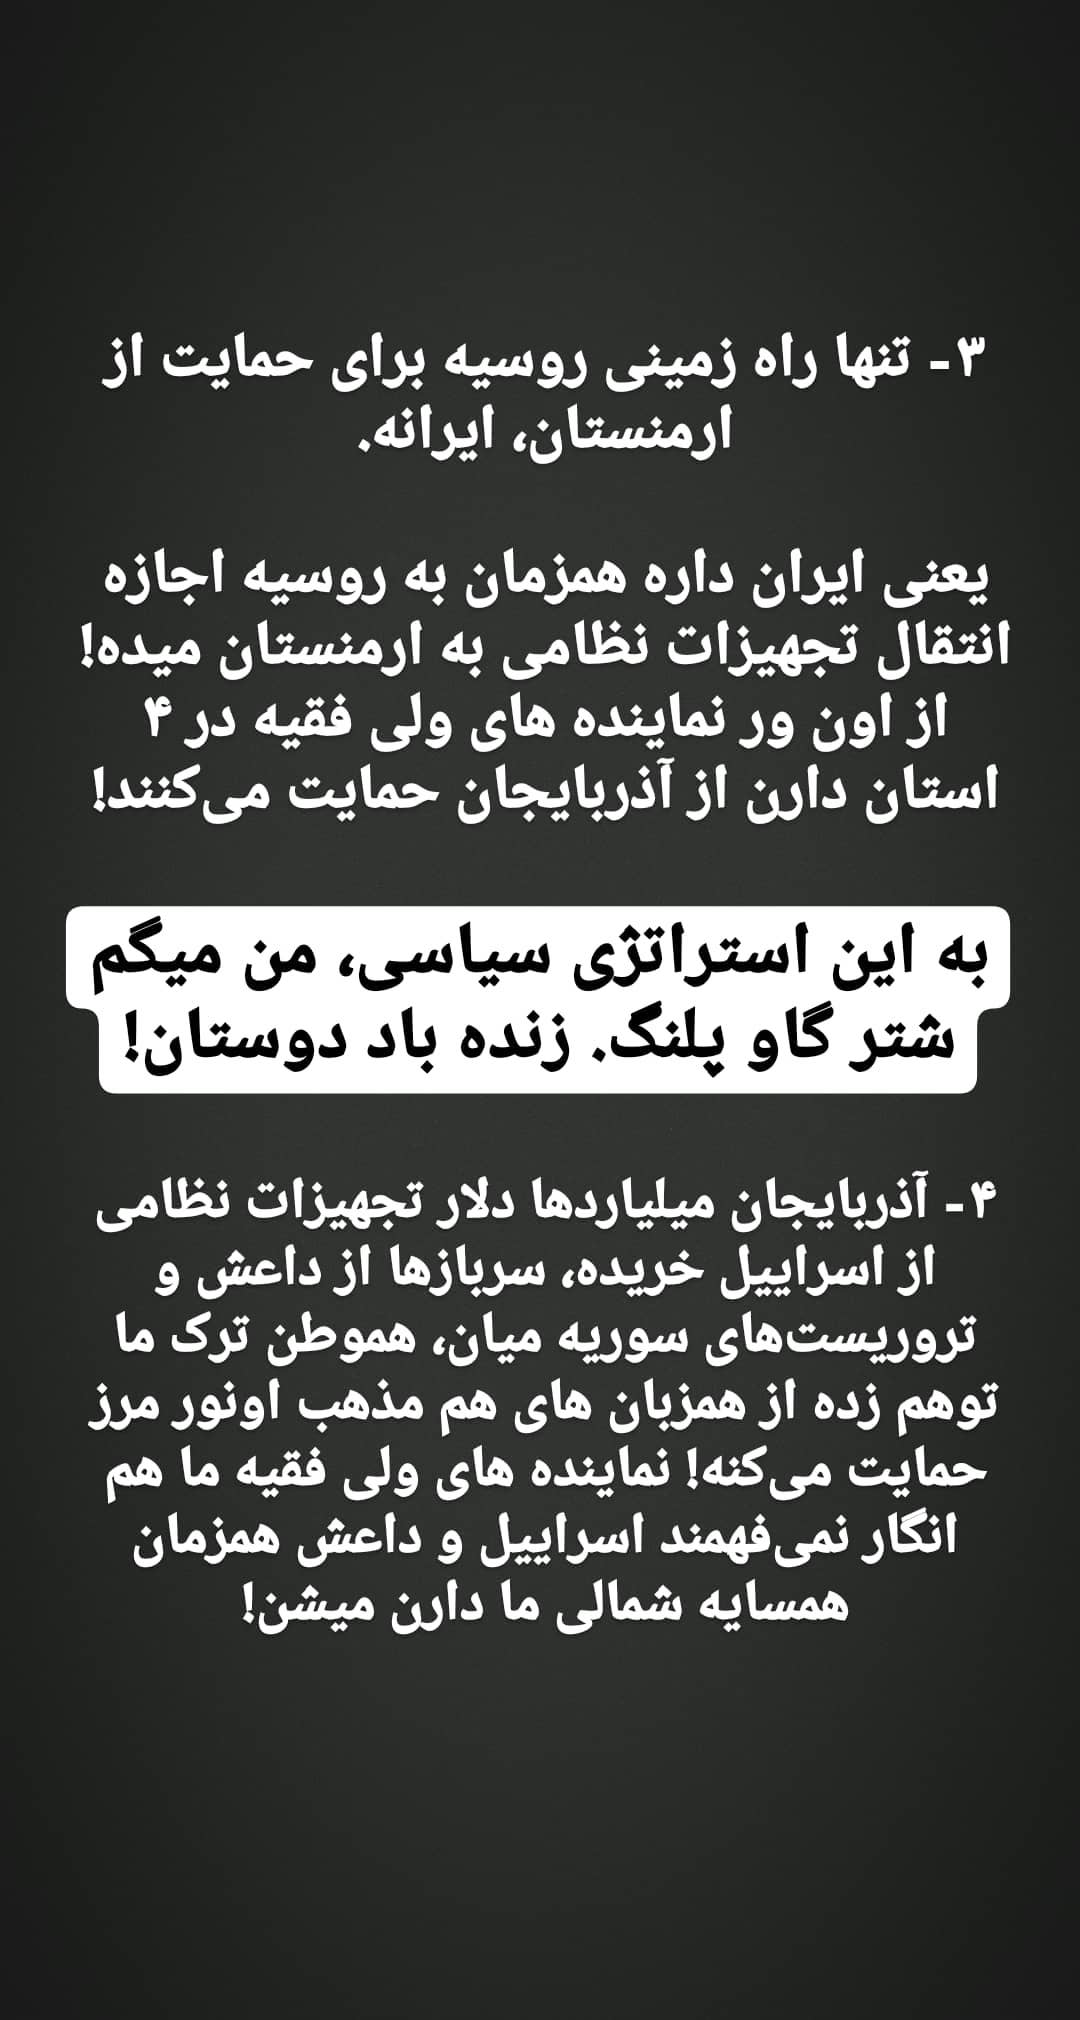 ۳- تنها راه زمینی روسیه برای حمایت از
ارمنستان، ایرانه.
یعنی ایران داره همزمان به روسیه اجازه
انتقال تجهیزات نظامی به ارمنستان میده!
از اون ور نماینده های ولی فقیه در ۴
استان دارن از آذربایجان حمایت می‌کنند!
به این استراتژی سیاسی، من میگم
شتر گاو پلنگ. زنده باد دوستان!
۴- آذربایجان میلیاردها دلار تجهیزات نظامی
از اسراییل خریده، سربازها از داعش و
تروریست‌های سوریه میان، هموطن ترک ما
توهم زده از همزبان های هم مذهب اونور مرز
حمایت می‌کنه! نماینده های ولی فقیه ما هم
انگار نمی‌فهمند اسراییل و داعش همزمان
همسایه شمالی ما دارن میشن!